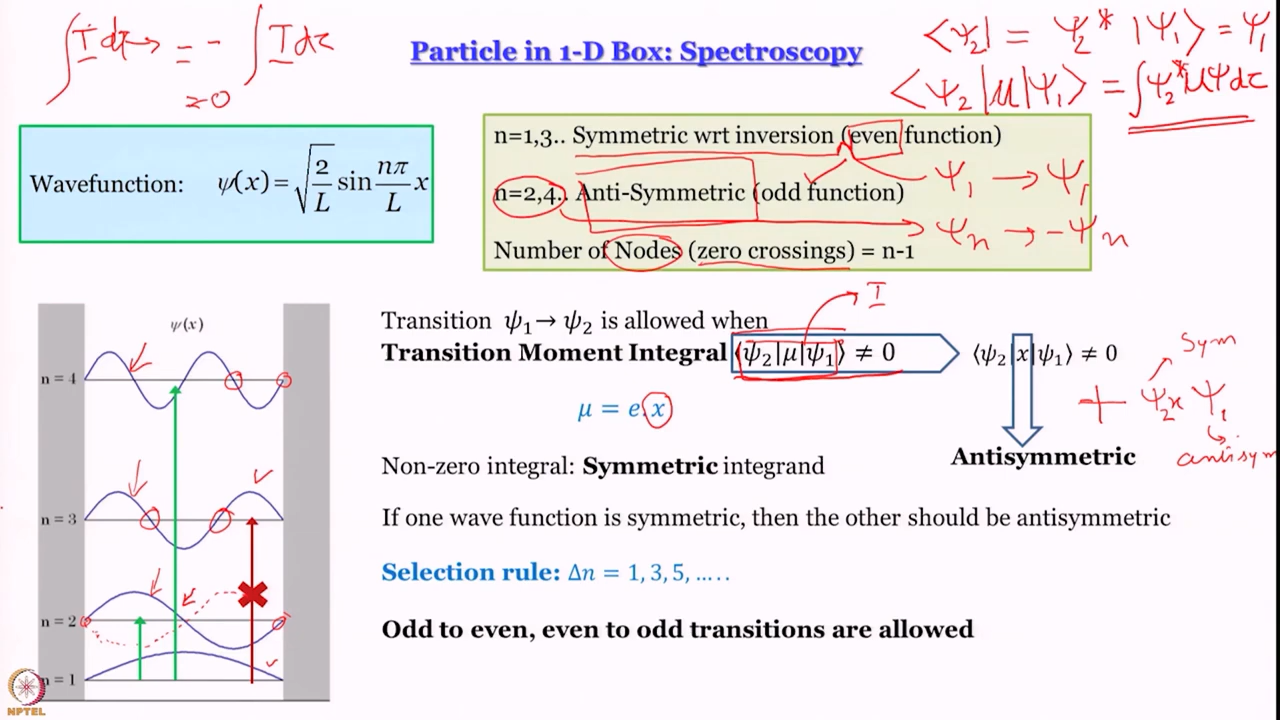 ∫I dx → = - ∫I dx
= 0
Particle in 1-D Box: Spectroscopy
⟨Ψ₂| = Ψ₂* |Ψ₁⟩ = Ψ₁
⟨Ψ₂|μ|Ψ₁⟩ = ∫Ψ₂*μΨdτ
Wavefunction: ψ(x) = √(2/L) sin (nπ/L) x
n=1,3.. Symmetric wrt inversion (even function)
n=2,4.. Anti-Symmetric (odd function)
Number of Nodes (zero crossings) = n-1
Ψ₁ → Ψ₁
Ψₙ → -Ψₙ
ψ(x)
n = 4
n = 3
n = 2
n = 1
Transition ψ₁→ψ₂ is allowed when
I
Transition Moment Integral ⟨ψ₂|μ|ψ₁⟩ ≠ 0
⟨ψ₂|x|ψ₁⟩ ≠ 0
μ = e.x
Sym
+ Ψ₂x Ψ₁
Antisymmetric
antisym
Non-zero integral: Symmetric integrand
If one wave function is symmetric, then the other should be antisymmetric
Selection rule: Δn = 1, 3, 5, .....
Odd to even, even to odd transitions are allowed
NPTEL